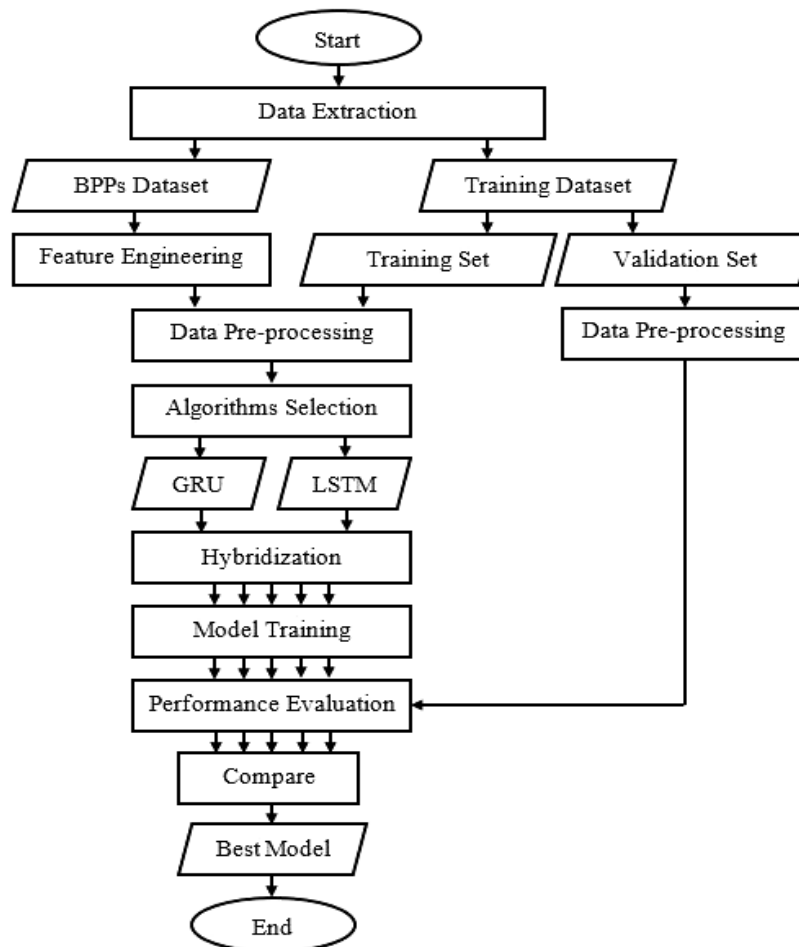 Start
Data Extraction
BPPs Dataset
Training Dataset
Feature Engineering
Training Set
Validation Set
Data Pre-processing
Data Pre-processing
Algorithms Selection
GRU
LSTM
Hybridization
Model Training
Performance Evaluation
Compare
Best Model
End